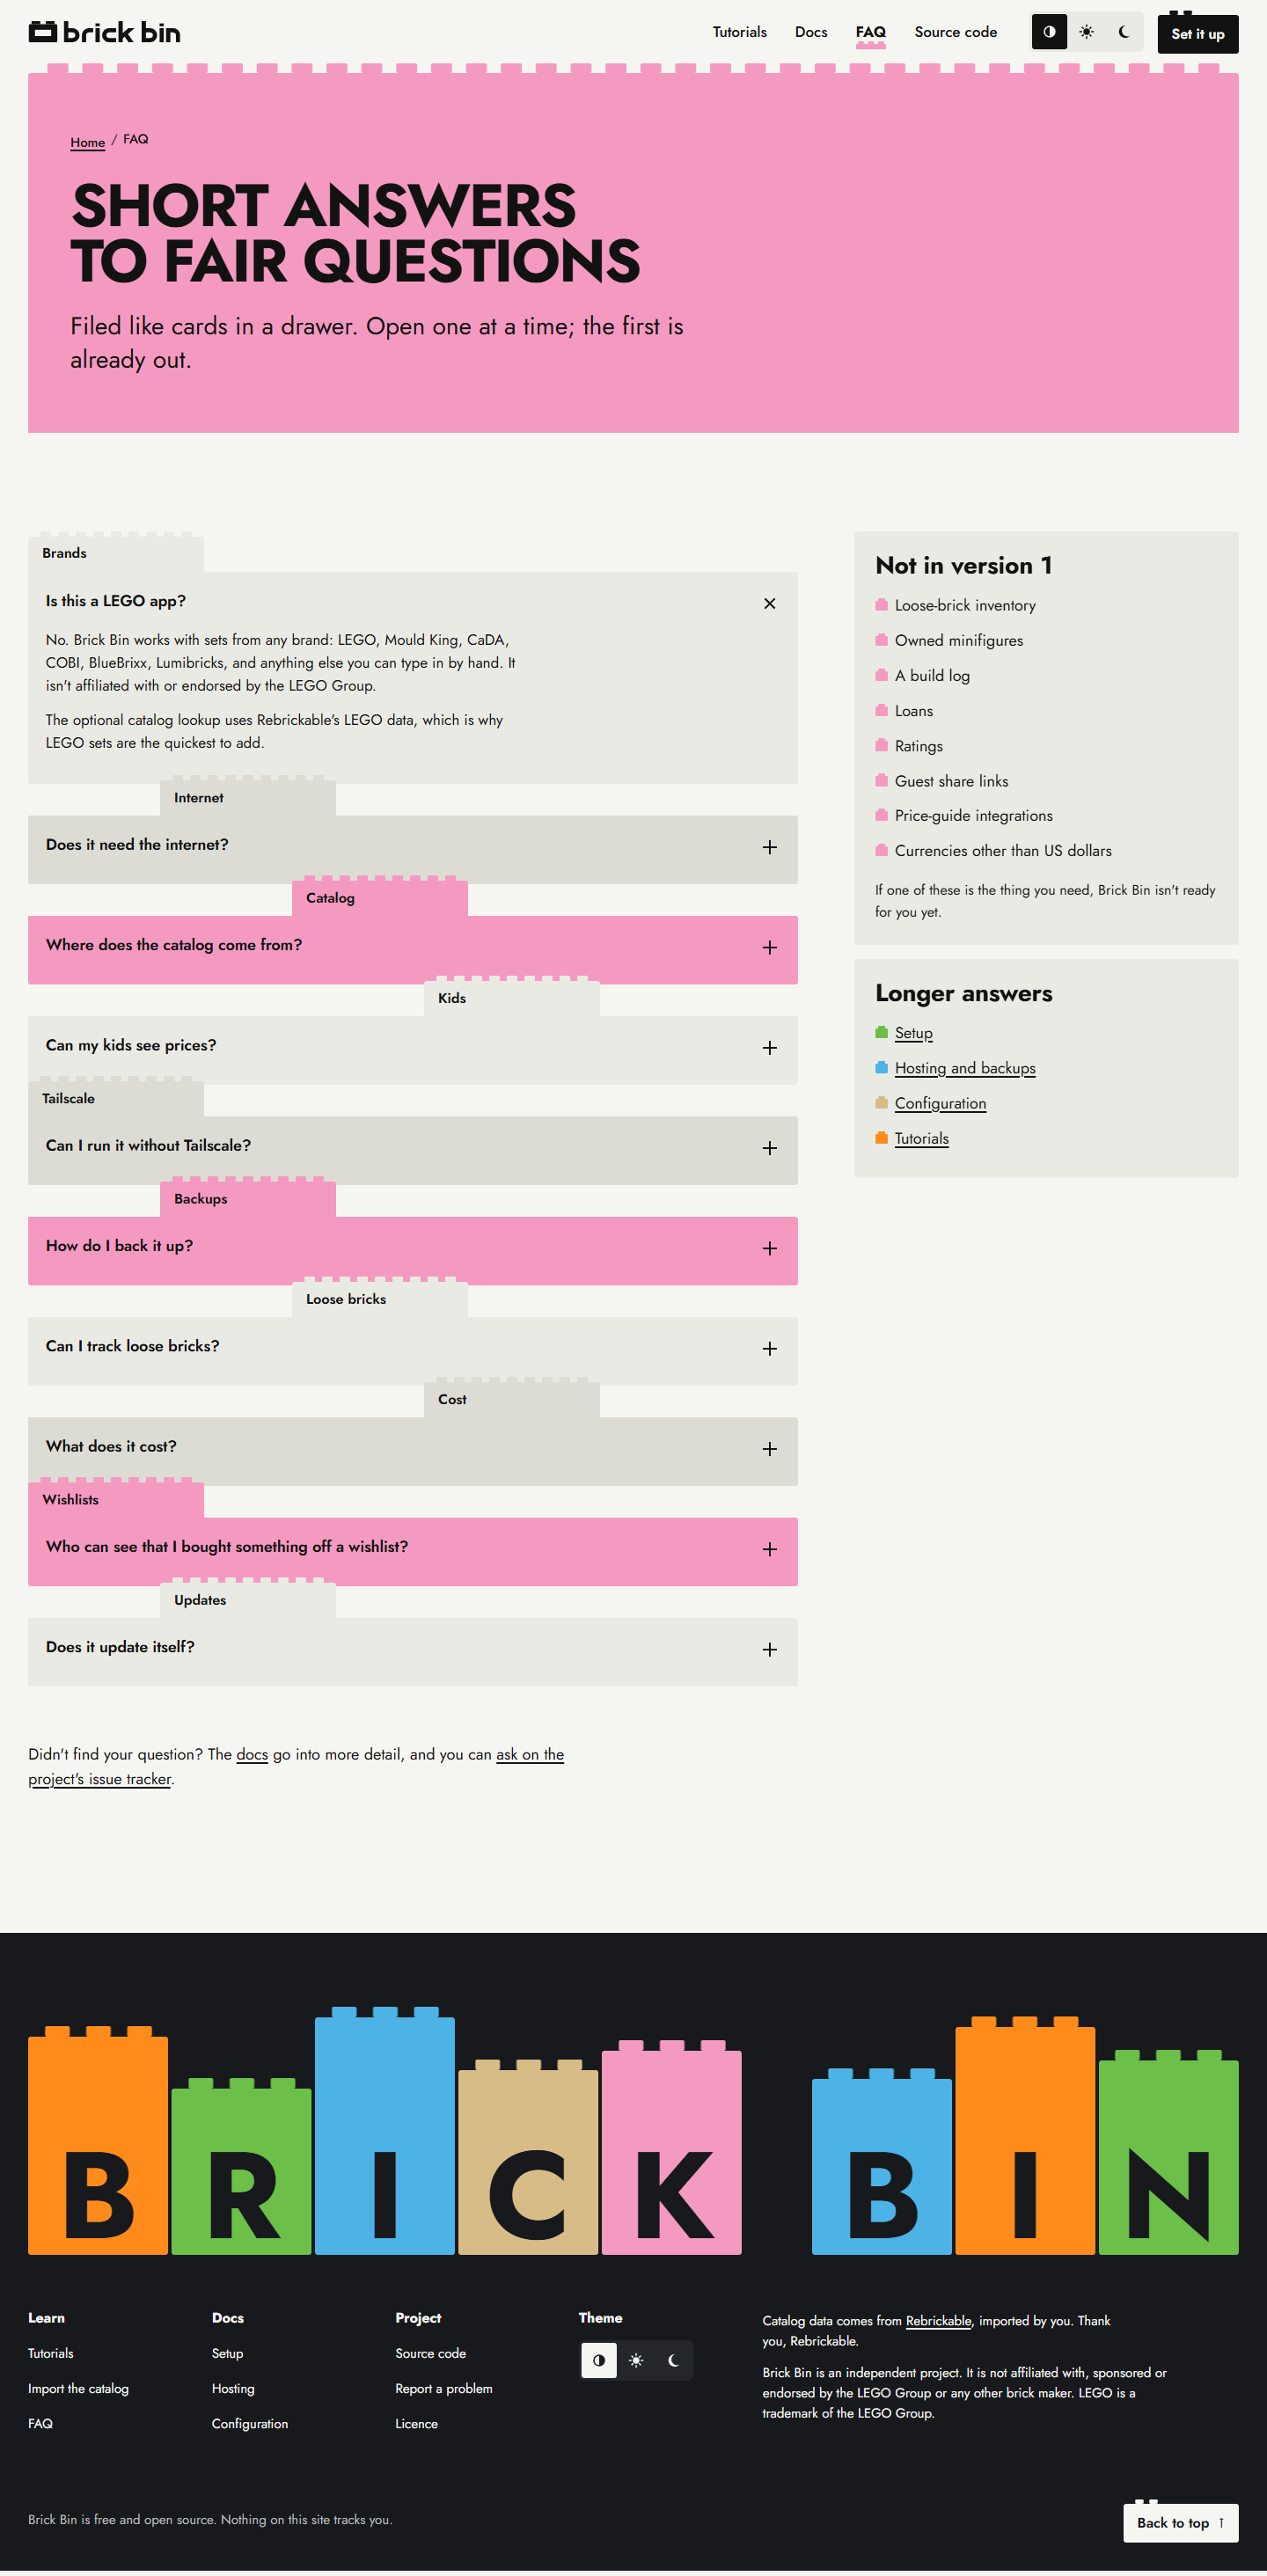 brick bin
Tutorials
Docs
FAQ
Source code
Set it up
Home / FAQ
SHORT ANSWERS
TO FAIR QUESTIONS
Filed like cards in a drawer. Open one at a time; the first is
already out.
Brands
Is this a LEGO app?
No. Brick Bin works with sets from any brand: LEGO, Mould King, CaDA,
COBI, BlueBrixx, Lumibricks, and anything else you can type in by hand. It
isn't affiliated with or endorsed by the LEGO Group.
The optional catalog lookup uses Rebrickable's LEGO data, which is why
LEGO sets are the quickest to add.
Internet
Does it need the internet?
Catalog
Where does the catalog come from?
Kids
Can my kids see prices?
Tailscale
Can I run it without Tailscale?
Backups
How do I back it up?
Loose bricks
Can I track loose bricks?
Cost
What does it cost?
Wishlists
Who can see that I bought something off a wishlist?
Updates
Does it update itself?
Not in version 1
Loose-brick inventory
Owned minifigures
A build log
Loans
Ratings
Guest share links
Price-guide integrations
Currencies other than US dollars
If one of these is the thing you need, Brick Bin isn't ready
for you yet.
Longer answers
Setup
Hosting and backups
Configuration
Tutorials
Didn't find your question? The docs go into more detail, and you can ask on the
project's issue tracker.
BRICK BIN
Learn
Tutorials
Import the catalog
FAQ
Docs
Setup
Hosting
Configuration
Project
Source code
Report a problem
Licence
Theme
Catalog data comes from Rebrickable, imported by you. Thank
you, Rebrickable.
Brick Bin is an independent project. It is not affiliated with, sponsored or
endorsed by the LEGO Group or any other brick maker. LEGO is a
trademark of the LEGO Group.
Brick Bin is free and open source. Nothing on this site tracks you.
Back to top ↑